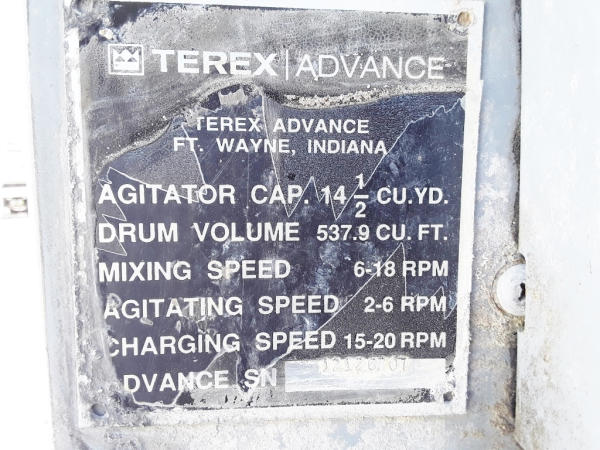 TEREX | ADVANCE
TEREX ADVANCE
FT. WAYNE, INDIANA
AGITATOR CAP. 14 1/2 CU.YD.
DRUM VOLUME 537.9 CU. FT.
MIXING SPEED 6-18 RPM
AGITATING SPEED 2-6 RPM
CHARGING SPEED 15-20 RPM
ADVANCE SN